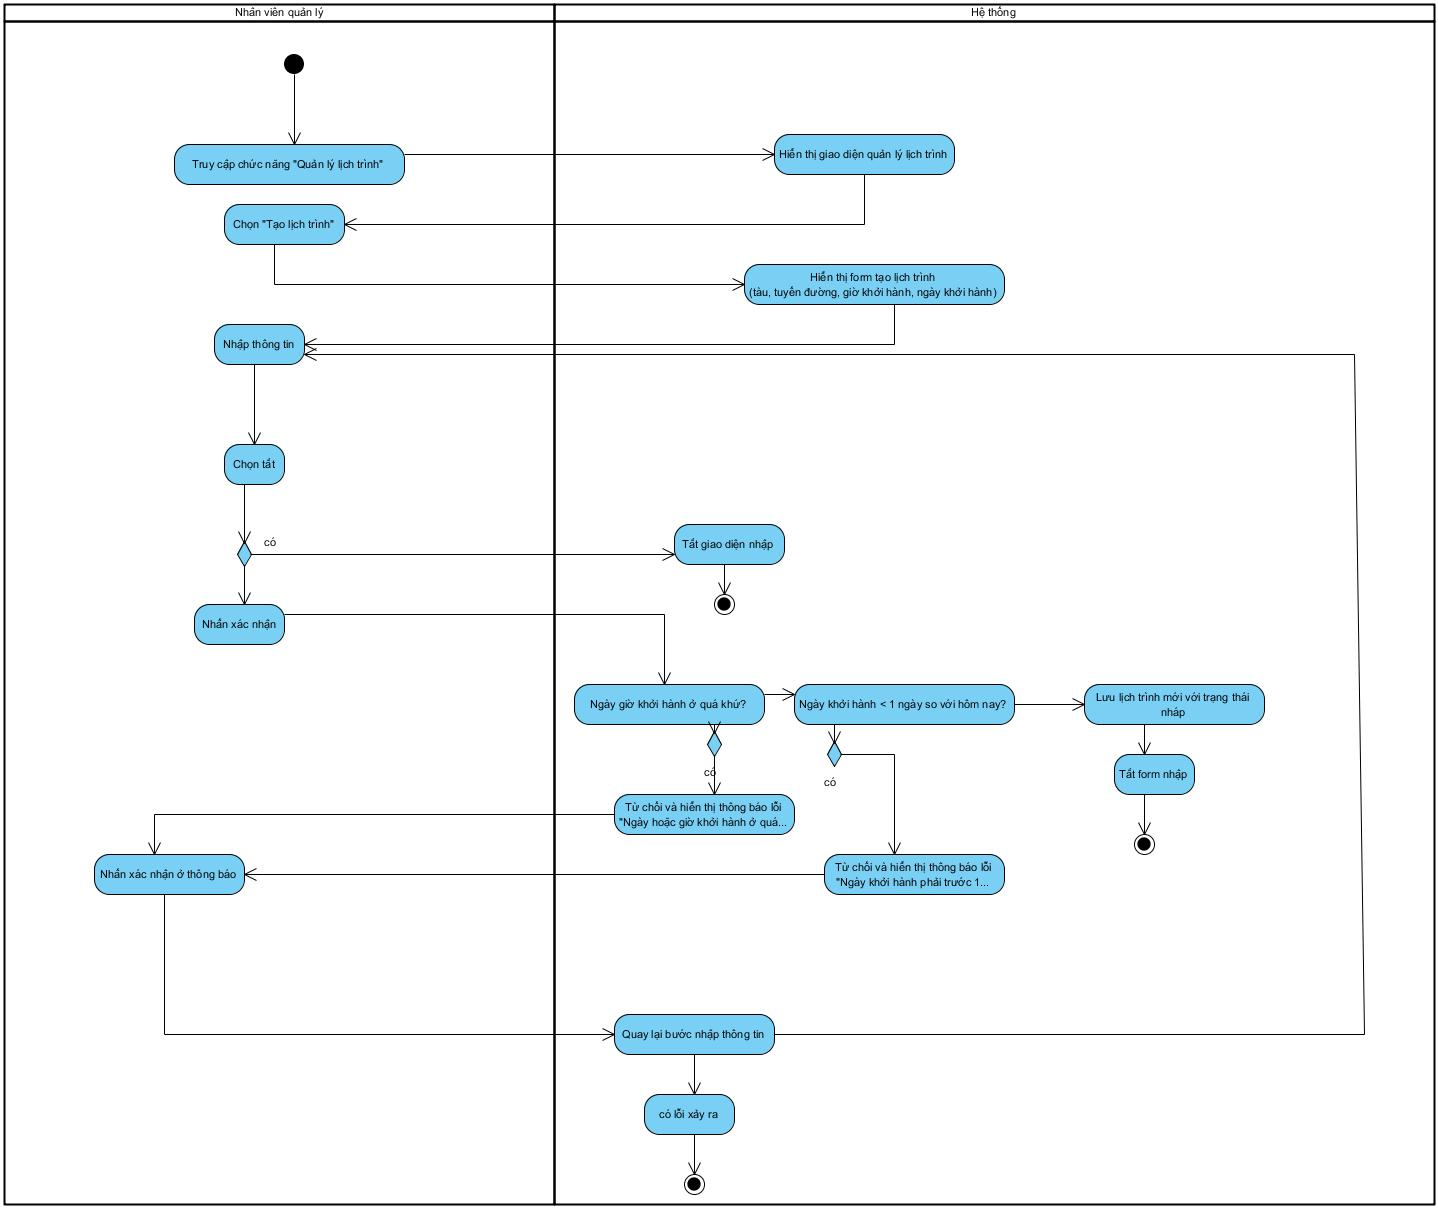 Nhân viên quản lý
Hệ thống
Truy cập chức năng "Quản lý lịch trình"
Hiển thị giao diện quản lý lịch trình
Chọn "Tạo lịch trình"
Hiển thị form tạo lịch trình
(tàu, tuyến đường, giờ khởi hành, ngày khởi hành)
Nhập thông tin
Chọn tắt
có
Tắt giao diện nhập
Nhấn xác nhận
Ngày giờ khởi hành ở quá khứ?
Ngày khởi hành < 1 ngày so với hôm nay?
Lưu lịch trình mới với trạng thái
nháp
có
có
Tắt form nhập
Từ chối và hiển thị thông báo lỗi
"Ngày hoặc giờ khởi hành ở quá...
Nhấn xác nhận ở thông báo
Từ chối và hiển thị thông báo lỗi
"Ngày khởi hành phải trước 1...
Quay lại bước nhập thông tin
có lỗi xảy ra